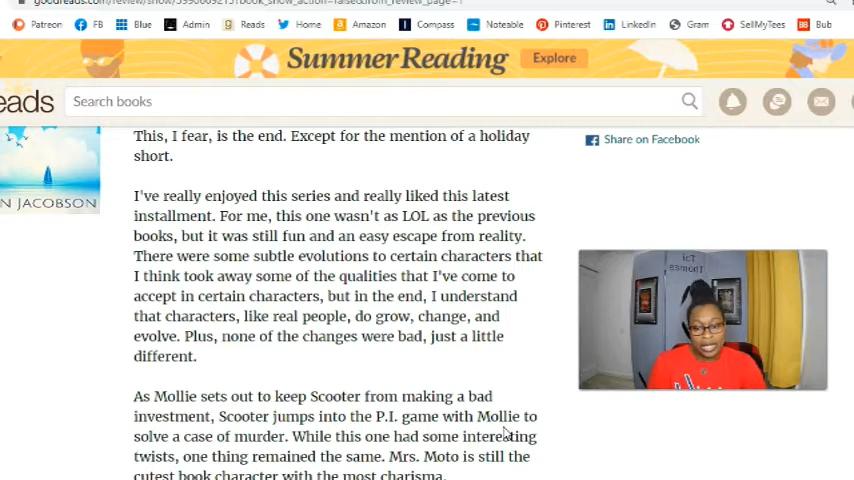 Patreon FB Blue Admin Reads Home Amazon Compass Noteable Pinterest LinkedIn Gram SellMyTees Bub
Summer Reading Explore
eads Search books
This, I fear, is the end. Except for the mention of a holiday
short.
Share on Facebook
N JACOBSON
I've really enjoyed this series and really liked this latest
installment. For me, this one wasn't as LOL as the previous
books, but it was still fun and an easy escape from reality.
There were some subtle evolutions to certain characters that
I think took away some of the qualities that I've come to
accept in certain characters, but in the end, I understand
that characters, like real people, do grow, change, and
evolve. Plus, none of the changes were bad, just a little
different.
As Mollie sets out to keep Scooter from making a bad
investment, Scooter jumps into the P.I. game with Mollie to
solve a case of murder. While this one had some interesting
twists, one thing remained the same. Mrs. Moto is still the
cutest book character with the most charisma.